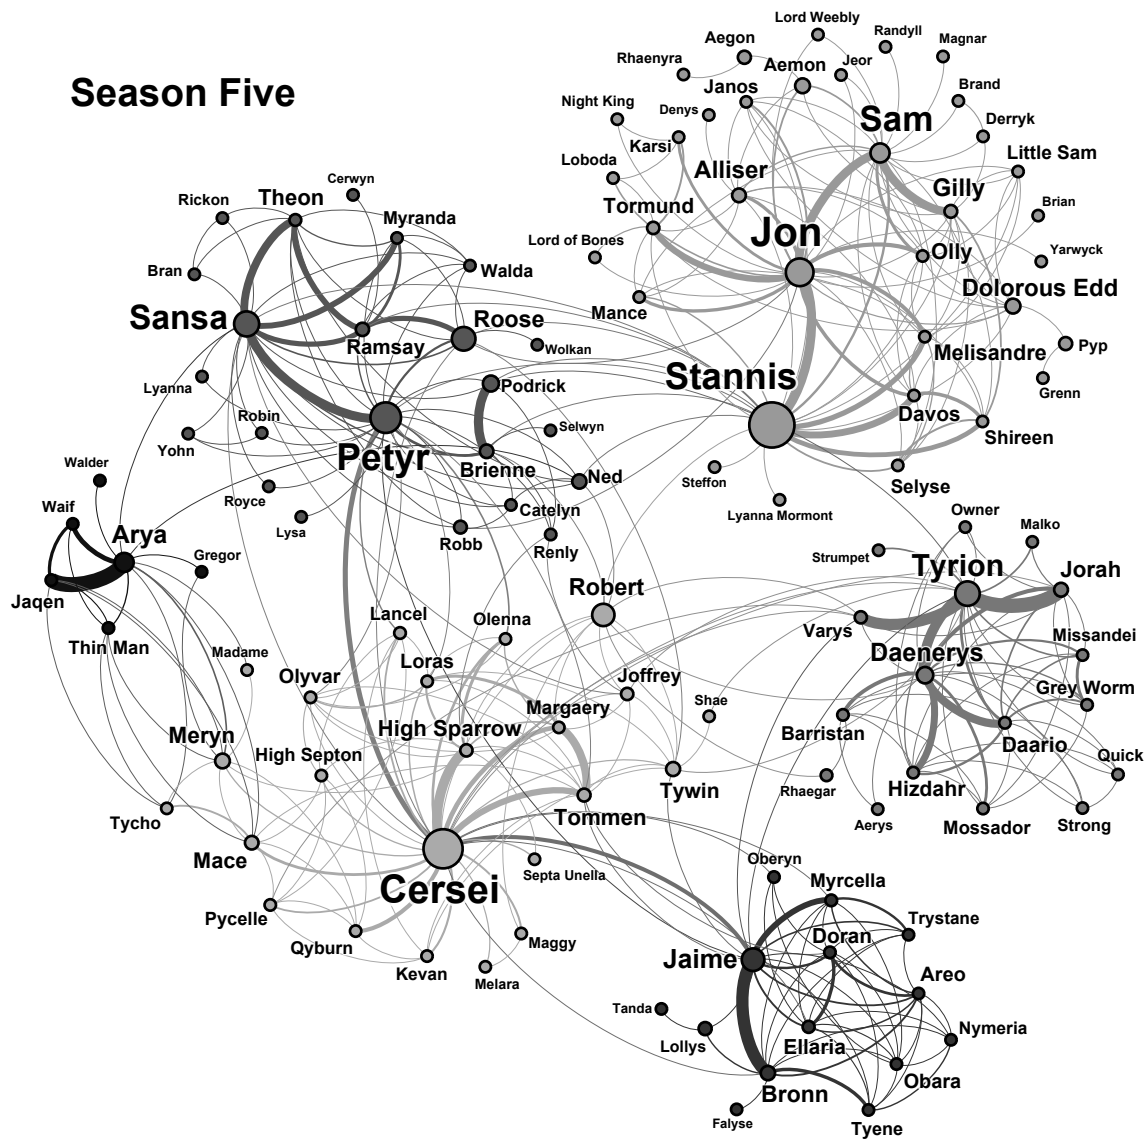 Season Five
Lord Weebly
Randyll
Magnar
Aegon
Rhaenyra
Aemon
Jeor
Janos
Brand
Night King
Denys
Sam
Derryk
Karsi
Little Sam
Loboda
Alliser
Gilly
Tormund
Brian
Jon
Lord of Bones
Olly
Yarwyck
Dolorous Edd
Mance
Melisandre
Pyp
Stannis
Grenn
Davos
Shireen
Selyse
Steffon
Lyanna Mormont
Cerwyn
Theon
Rickon
Myranda
Bran
Walda
Sansa
Roose
Ramsay
Wolkan
Lyanna
Podrick
Robin
Selwyn
Yohn
Petyr
Brienne
Ned
Royce
Catelyn
Lysa
Robb
Renly
Walder
Waif
Arya
Gregor
Jaqen
Thin Man
Madame
Owner
Malko
Strumpet
Tyrion
Jorah
Varys
Missandei
Daenerys
Grey Worm
Barristan
Daario
Quick
Rhaegar
Hizdahr
Aerys
Mossador
Strong
Robert
Lancel
Olenna
Loras
Joffrey
Olyvar
Margaery
Shae
High Sparrow
Meryn
High Septon
Tywin
Tommen
Tycho
Mace
Cersei
Septa Unella
Pycelle
Qyburn
Maggy
Kevan
Melara
Oberyn
Myrcella
Trystane
Doran
Jaime
Areo
Tanda
Nymeria
Lollys
Ellaria
Obara
Bronn
Falyse
Tyene